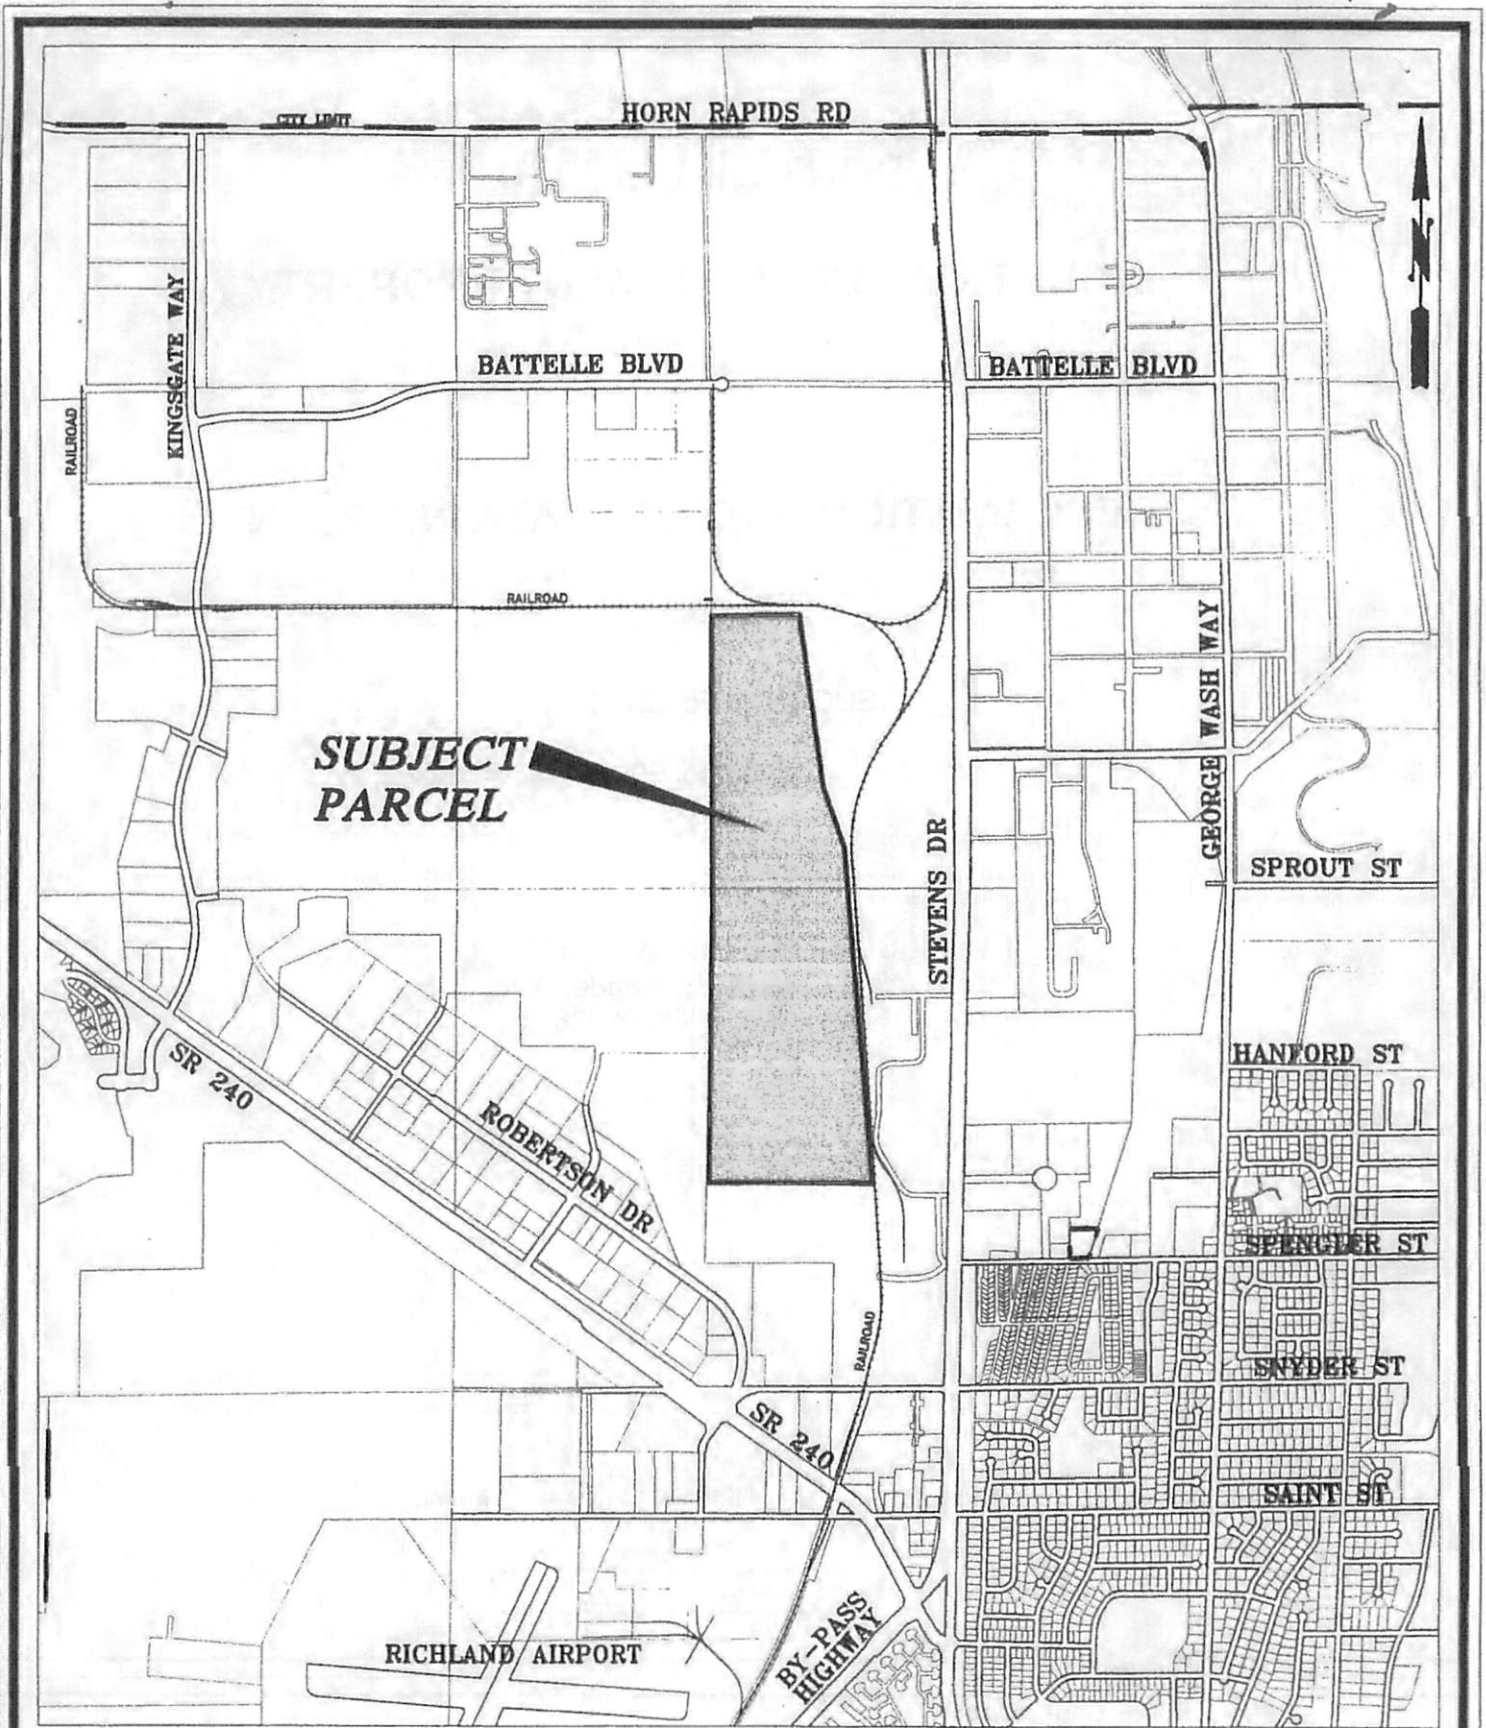 CITY LIMIT
HORN RAPIDS RD
N
KINGSGATE WAY
BATTELLE BLVD
BATTELLE BLVD
RAILROAD
RAILROAD
SUBJECT
PARCEL
GEORGE WASH WAY
STEVENS DR
SPROUT ST
SR 240
HANFORD ST
ROBERTSON DR
SPENGLER ST
RAILROAD
SNYDER ST
SR 240
SAINT ST
BY-PASS
HIGHWAY
RICHLAND AIRPORT